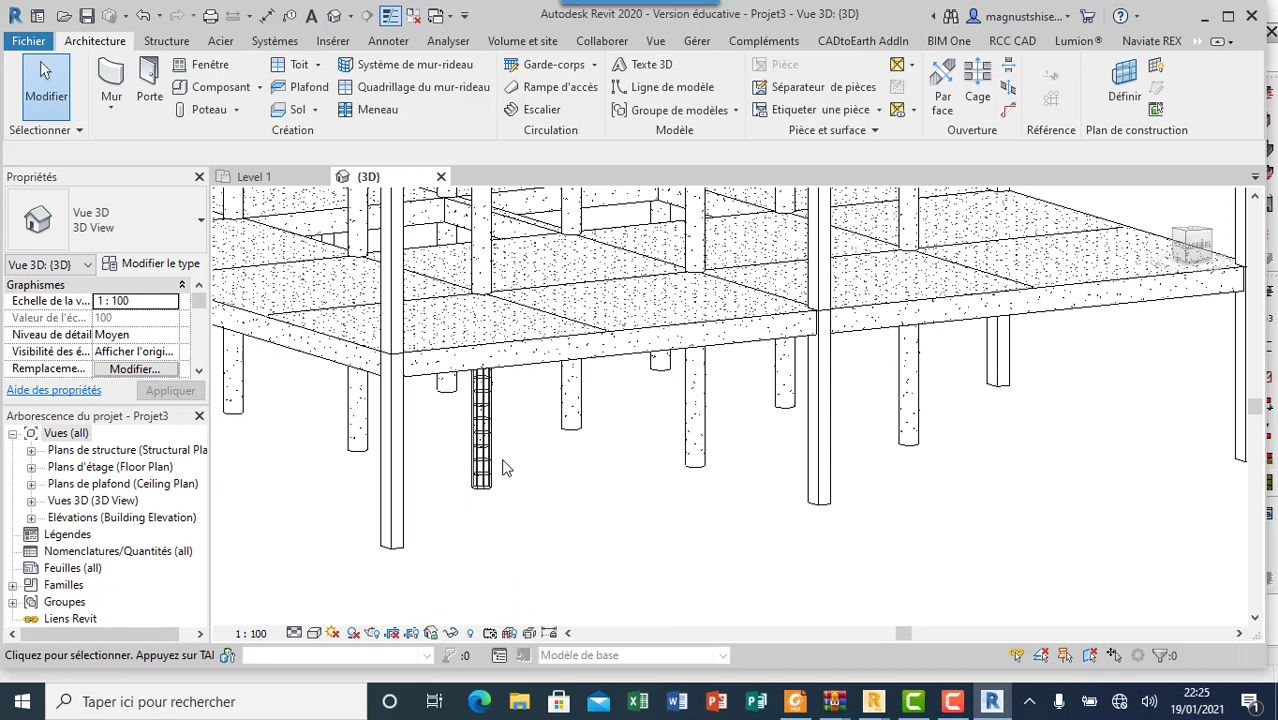 Autodesk Revit 2020 - Version éducative - Projet3 - Vue 3D: {3D}
magnustshise...
Fichier Architecture Structure Acier Systèmes Insérer Annoter Analyser Volume et site Collaborer Vue Gérer Compléments CADtoEarth AddIn BIM One RCC CAD Lumion® Naviate REX
Modifier
Mur
Porte
Fenêtre
Composant
Poteau
Toit
Plafond
Sol
Système de mur-rideau
Quadrillage du mur-rideau
Meneau
Garde-corps
Rampe d'accès
Escalier
Texte 3D
Ligne de modèle
Groupe de modèles
Pièce
Séparateur de pièces
Etiqueter une pièce
Par face
Cage
Définir
Sélectionner Création Circulation Modèle Pièce et surface Ouverture Référence Plan de construction
Propriétés
Level 1
{3D}
Vue 3D
3D View
Vue 3D: {3D}
Modifier le type
Graphismes
Echelle de la v... 1 : 100
Valeur de l'éc... 100
Niveau de détail Moyen
Visibilité des é... Afficher l'origi...
Remplaceme... Modifier...
Aide des propriétés
Appliquer
Arborescence du projet - Projet3
Vues (all)
Plans de structure (Structural Pla
Plans d'étage (Floor Plan)
Plans de plafond (Ceiling Plan)
Vues 3D (3D View)
Elévations (Building Elevation)
Légendes
Nomenclatures/Quantités (all)
Feuilles (all)
Familles
Groupes
Liens Revit
1 : 100
Cliquez pour sélectionner. Appuyez sur TAI
:0
Modèle de base
:0
Taper ici pour rechercher
22:25
19/01/2021